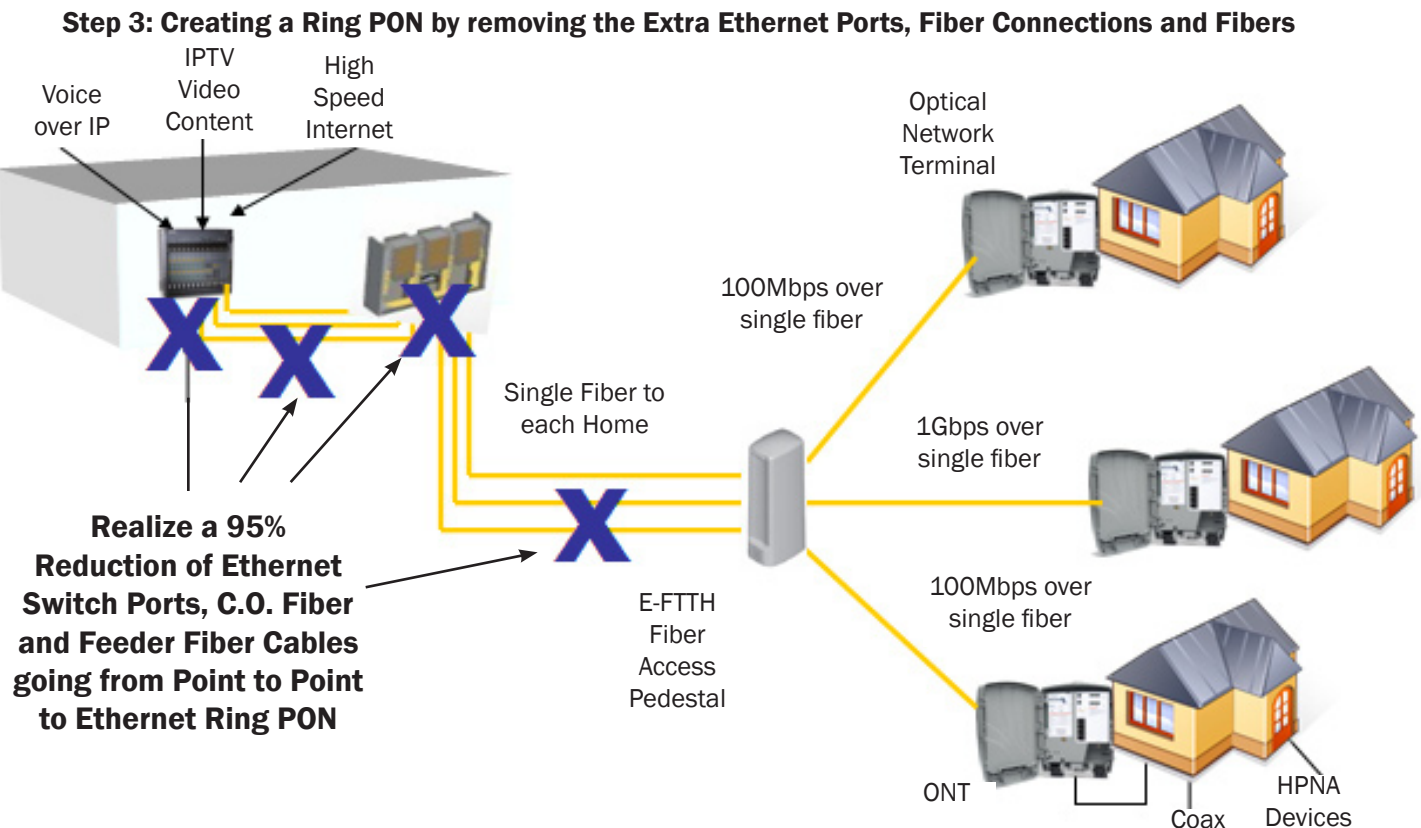 Step 3: Creating a Ring PON by removing the Extra Ethernet Ports, Fiber Connections and Fibers
Voice
over IP
IPTV
Video
Content
High
Speed
Internet
Optical
Network
Terminal
100Mbps over
single fiber
X
X
X
Single Fiber to
each Home
1Gbps over
single fiber
X
Realize a 95%
Reduction of Ethernet
Switch Ports, C.O. Fiber
and Feeder Fiber Cables
going from Point to Point
to Ethernet Ring PON
E-FTTH
Fiber
Access
Pedestal
100Mbps over
single fiber
ONT
Coax
HPNA
Devices